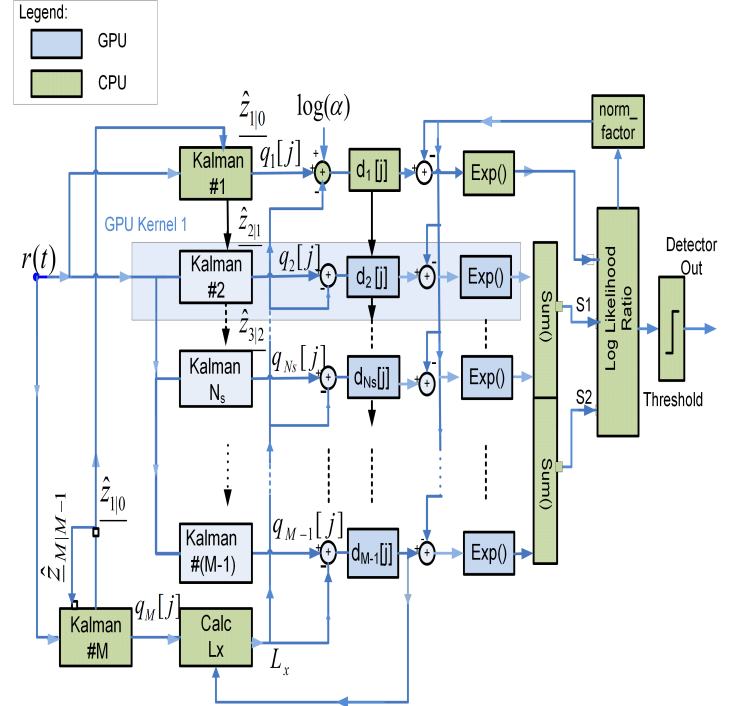 Legend:
GPU
CPU
ẑ1|0
log(α)
norm_
factor
Kalman
#1
q1[j]
+
+
-
+
d1[j]
+
-
+
Exp()
GPU Kernel 1
ẑ2|1
r(t)
Kalman
#2
q2[j]
+
-
+
d2[j]
+
-
+
Exp()
Sum()
S1
Log Likelihood
Ratio
Detector
Out
Threshold
ẑ3|2
Kalman
Ns
qNs[j]
+
-
+
dNs[j]
+
-
+
Exp()
S2
Sum()
ẑ1|0
ẑM|M−1
Kalman
#(M-1)
qM−1[j]
+
-
+
dM-1[j]
+
-
+
Exp()
Kalman
#M
qM[j]
Calc
Lx
Lx